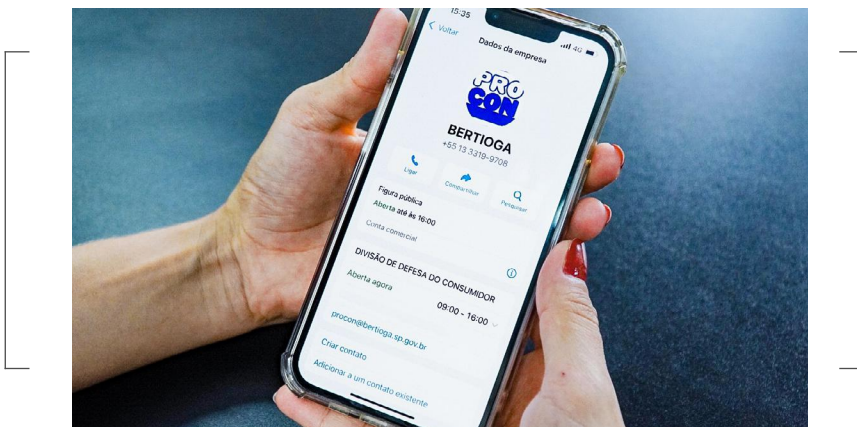 15:35
4G
Voltar
Dados da empresa
PRO
CON
BERTIOGA
+55 13 3319-9708
Ligar
Compartilhar
Pesquisar
Figura pública
Aberta até às 16:00
Conta comercial
DIVISÃO DE DEFESA DO CONSUMIDOR
Aberta agora
09:00 - 16:00
procon@bertioga.sp.gov.br
Criar contato
Adicionar a um contato existente